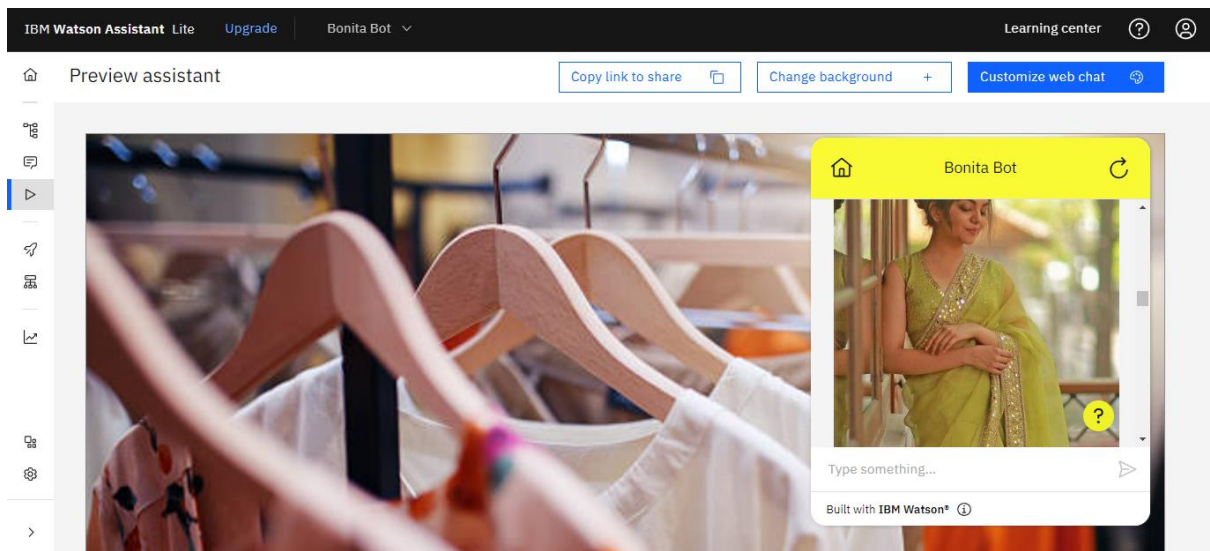 IBM Watson Assistant Lite Upgrade Bonita Bot Learning center ?
Preview assistant Copy link to share Change background + Customize web chat
Bonita Bot
?
Type something...
Built with IBM Watson® i